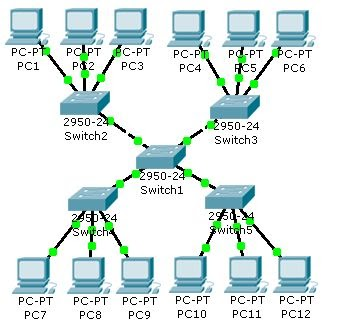 PC-PT PC-PT PC-PT
PC1 PC2 PC3
PC-PT PC-PT PC-PT
PC4 PC5 PC6
2950-24
Switch2
2950-24
Switch3
2950-24
Switch1
2950-24
Switch4
2950-24
Switch5
PC-PT PC-PT PC-PT
PC7 PC8 PC9
PC-PT PC-PT PC-PT
PC10 PC11 PC12